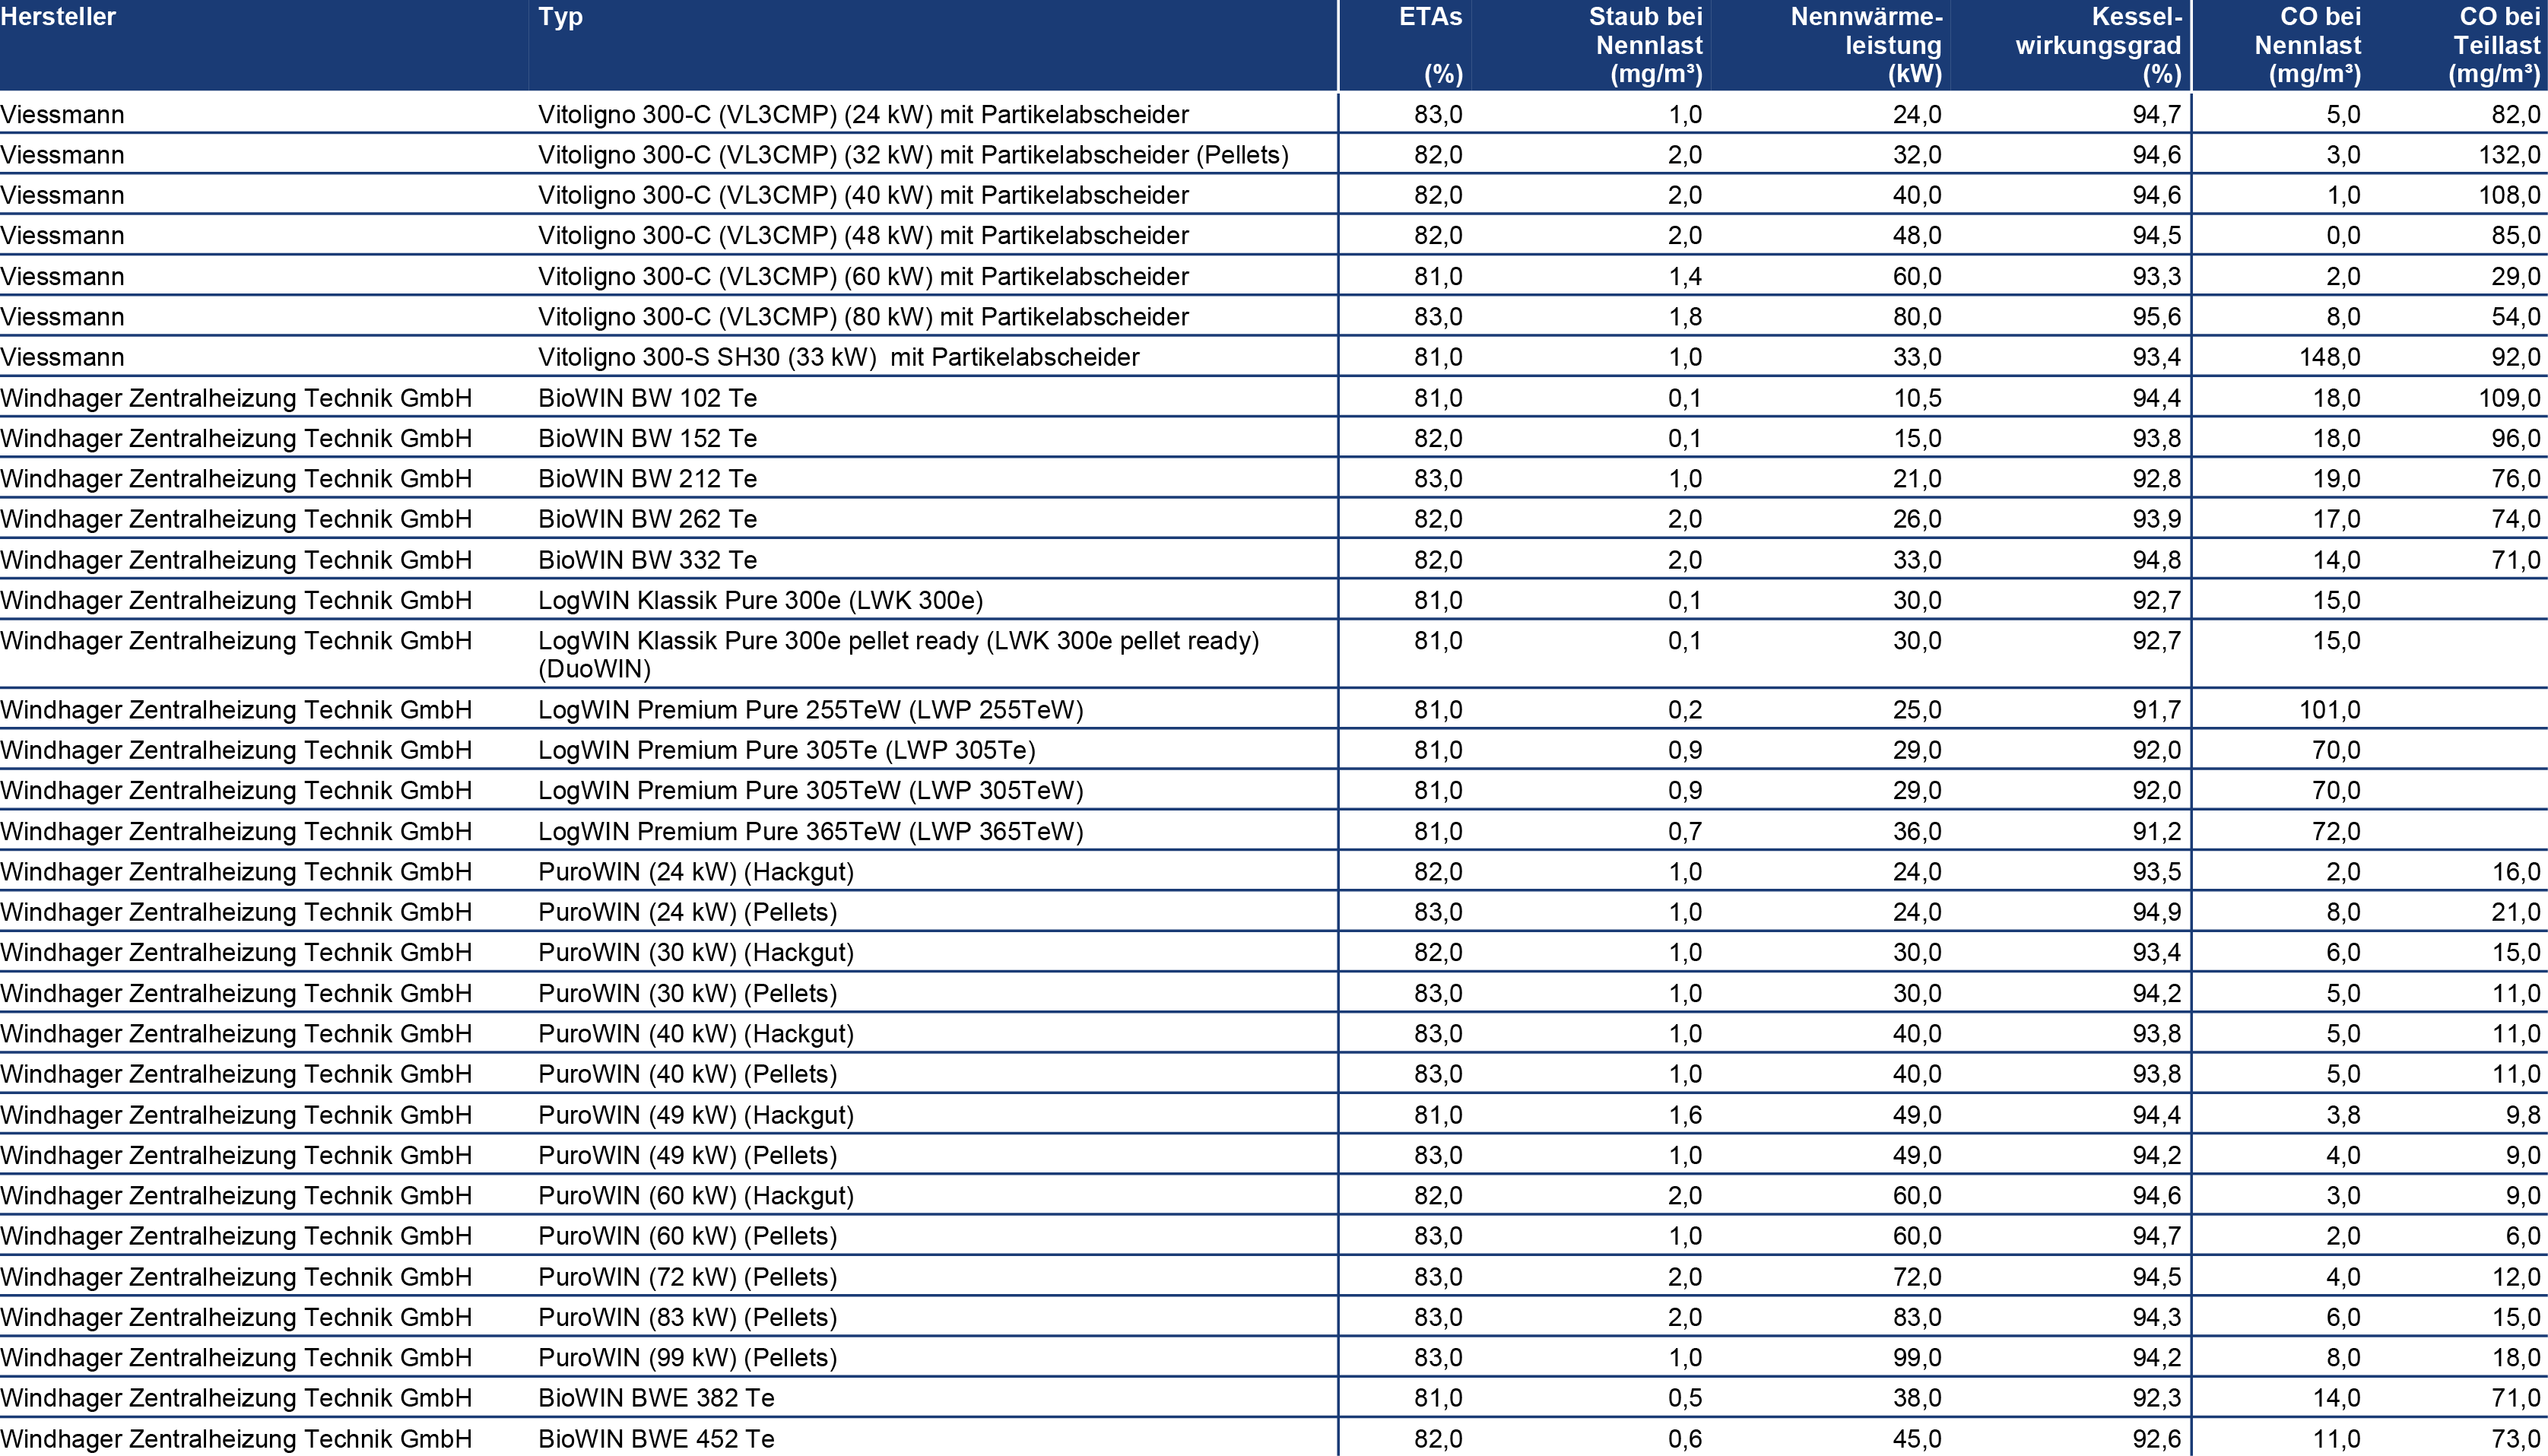 Hersteller Typ ETAs (%) Staub bei Nennlast (mg/m³) Nennwärme-leistung (kW) Kessel-wirkungsgrad (%) CO bei Nennlast (mg/m³) CO bei Teillast (mg/m³)
Viessmann Vitoligno 300-C (VL3CMP) (24 kW) mit Partikelabscheider 83,0 1,0 24,0 94,7 5,0 82,0
Viessmann Vitoligno 300-C (VL3CMP) (32 kW) mit Partikelabscheider (Pellets) 82,0 2,0 32,0 94,6 3,0 132,0
Viessmann Vitoligno 300-C (VL3CMP) (40 kW) mit Partikelabscheider 82,0 2,0 40,0 94,6 1,0 108,0
Viessmann Vitoligno 300-C (VL3CMP) (48 kW) mit Partikelabscheider 82,0 2,0 48,0 94,5 0,0 85,0
Viessmann Vitoligno 300-C (VL3CMP) (60 kW) mit Partikelabscheider 81,0 1,4 60,0 93,3 2,0 29,0
Viessmann Vitoligno 300-C (VL3CMP) (80 kW) mit Partikelabscheider 83,0 1,8 80,0 95,6 8,0 54,0
Viessmann Vitoligno 300-S SH30 (33 kW)  mit Partikelabscheider 81,0 1,0 33,0 93,4 148,0 92,0
Windhager Zentralheizung Technik GmbH BioWIN BW 102 Te 81,0 0,1 10,5 94,4 18,0 109,0
Windhager Zentralheizung Technik GmbH BioWIN BW 152 Te 82,0 0,1 15,0 93,8 18,0 96,0
Windhager Zentralheizung Technik GmbH BioWIN BW 212 Te 83,0 1,0 21,0 92,8 19,0 76,0
Windhager Zentralheizung Technik GmbH BioWIN BW 262 Te 82,0 2,0 26,0 93,9 17,0 74,0
Windhager Zentralheizung Technik GmbH BioWIN BW 332 Te 82,0 2,0 33,0 94,8 14,0 71,0
Windhager Zentralheizung Technik GmbH LogWIN Klassik Pure 300e (LWK 300e) 81,0 0,1 30,0 92,7 15,0
Windhager Zentralheizung Technik GmbH LogWIN Klassik Pure 300e pellet ready (LWK 300e pellet ready) 81,0 0,1 30,0 92,7 15,0
(DuoWIN)
Windhager Zentralheizung Technik GmbH LogWIN Premium Pure 255TeW (LWP 255TeW) 81,0 0,2 25,0 91,7 101,0
Windhager Zentralheizung Technik GmbH LogWIN Premium Pure 305Te (LWP 305Te) 81,0 0,9 29,0 92,0 70,0
Windhager Zentralheizung Technik GmbH LogWIN Premium Pure 305TeW (LWP 305TeW) 81,0 0,9 29,0 92,0 70,0
Windhager Zentralheizung Technik GmbH LogWIN Premium Pure 365TeW (LWP 365TeW) 81,0 0,7 36,0 91,2 72,0
Windhager Zentralheizung Technik GmbH PuroWIN (24 kW) (Hackgut) 82,0 1,0 24,0 93,5 2,0 16,0
Windhager Zentralheizung Technik GmbH PuroWIN (24 kW) (Pellets) 83,0 1,0 24,0 94,9 8,0 21,0
Windhager Zentralheizung Technik GmbH PuroWIN (30 kW) (Hackgut) 82,0 1,0 30,0 93,4 6,0 15,0
Windhager Zentralheizung Technik GmbH PuroWIN (30 kW) (Pellets) 83,0 1,0 30,0 94,2 5,0 11,0
Windhager Zentralheizung Technik GmbH PuroWIN (40 kW) (Hackgut) 83,0 1,0 40,0 93,8 5,0 11,0
Windhager Zentralheizung Technik GmbH PuroWIN (40 kW) (Pellets) 83,0 1,0 40,0 93,8 5,0 11,0
Windhager Zentralheizung Technik GmbH PuroWIN (49 kW) (Hackgut) 81,0 1,6 49,0 94,4 3,8 9,8
Windhager Zentralheizung Technik GmbH PuroWIN (49 kW) (Pellets) 83,0 1,0 49,0 94,2 4,0 9,0
Windhager Zentralheizung Technik GmbH PuroWIN (60 kW) (Hackgut) 82,0 2,0 60,0 94,6 3,0 9,0
Windhager Zentralheizung Technik GmbH PuroWIN (60 kW) (Pellets) 83,0 1,0 60,0 94,7 2,0 6,0
Windhager Zentralheizung Technik GmbH PuroWIN (72 kW) (Pellets) 83,0 2,0 72,0 94,5 4,0 12,0
Windhager Zentralheizung Technik GmbH PuroWIN (83 kW) (Pellets) 83,0 2,0 83,0 94,3 6,0 15,0
Windhager Zentralheizung Technik GmbH PuroWIN (99 kW) (Pellets) 83,0 1,0 99,0 94,2 8,0 18,0
Windhager Zentralheizung Technik GmbH BioWIN BWE 382 Te 81,0 0,5 38,0 92,3 14,0 71,0
Windhager Zentralheizung Technik GmbH BioWIN BWE 452 Te 82,0 0,6 45,0 92,6 11,0 73,0